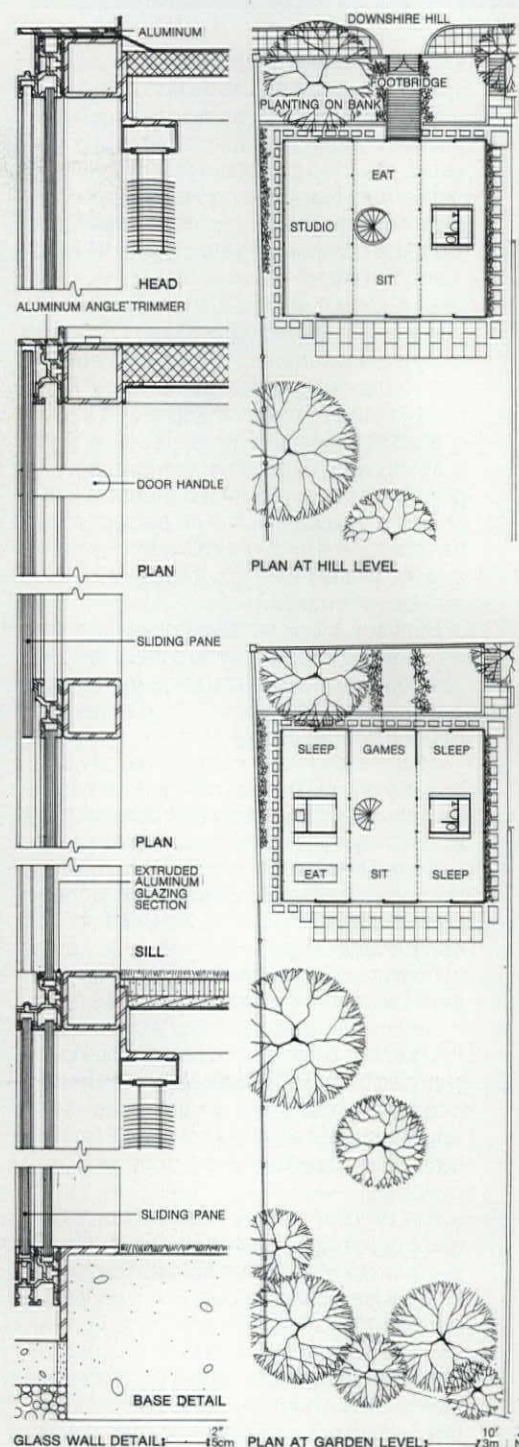 ALUMINUM
HEAD
ALUMINUM ANGLE TRIMMER
DOOR HANDLE
PLAN
SLIDING PANE
PLAN
EXTRUDED
ALUMINUM
GLAZING
SECTION
SILL
SLIDING PANE
BASE DETAIL
GLASS WALL DETAIL 2"
5cm
DOWNSHIRE HILL
OOTBRIDGE
PLANTING ON BANK
EAT
STUDIO
SIT
PLAN AT HILL LEVEL
SLEEP GAMES SLEEP
EAT SIT SLEEP
PLAN AT GARDEN LEVEL 10'
3m